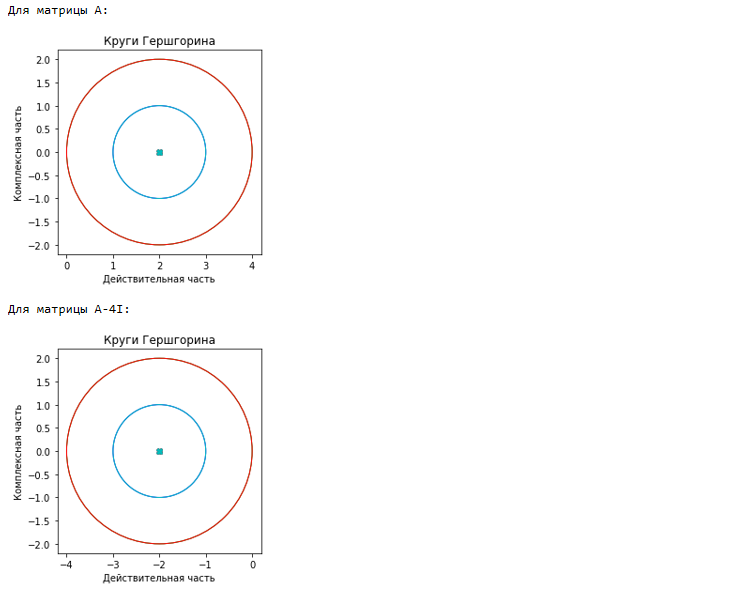 Для матрицы A:
Круги Гершгорина
2.0
1.5
1.0
0.5
0.0
−0.5
−1.0
−1.5
−2.0
Комплексная часть
0 1 2 3 4
Действительная часть
Для матрицы A-4I:
Круги Гершгорина
2.0
1.5
1.0
0.5
0.0
−0.5
−1.0
−1.5
−2.0
Комплексная часть
−4 −3 −2 −1 0
Действительная часть